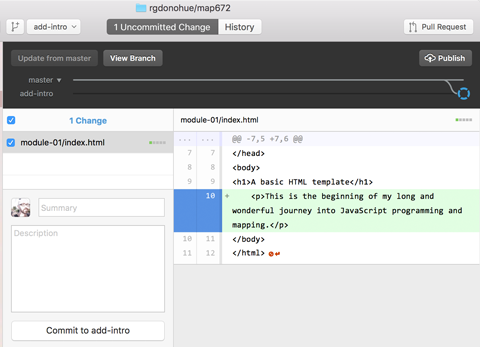 rgdonohue/map672
add-intro
1 Uncommitted Change
History
Pull Request
Update from master
View Branch
Publish
master
add-intro
1 Change
module-01/index.html
module-01/index.html
Summary
Description
Commit to add-intro
... ... @@ -7,5 +7,6 @@
7 7 </head>
8 8 <body>
9 9 <h1>A basic HTML template</h1>
10 + <p>This is the beginning of my long and
wonderful journey into JavaScript programming and
mapping.</p>
10 11 </body>
11 12 </html>